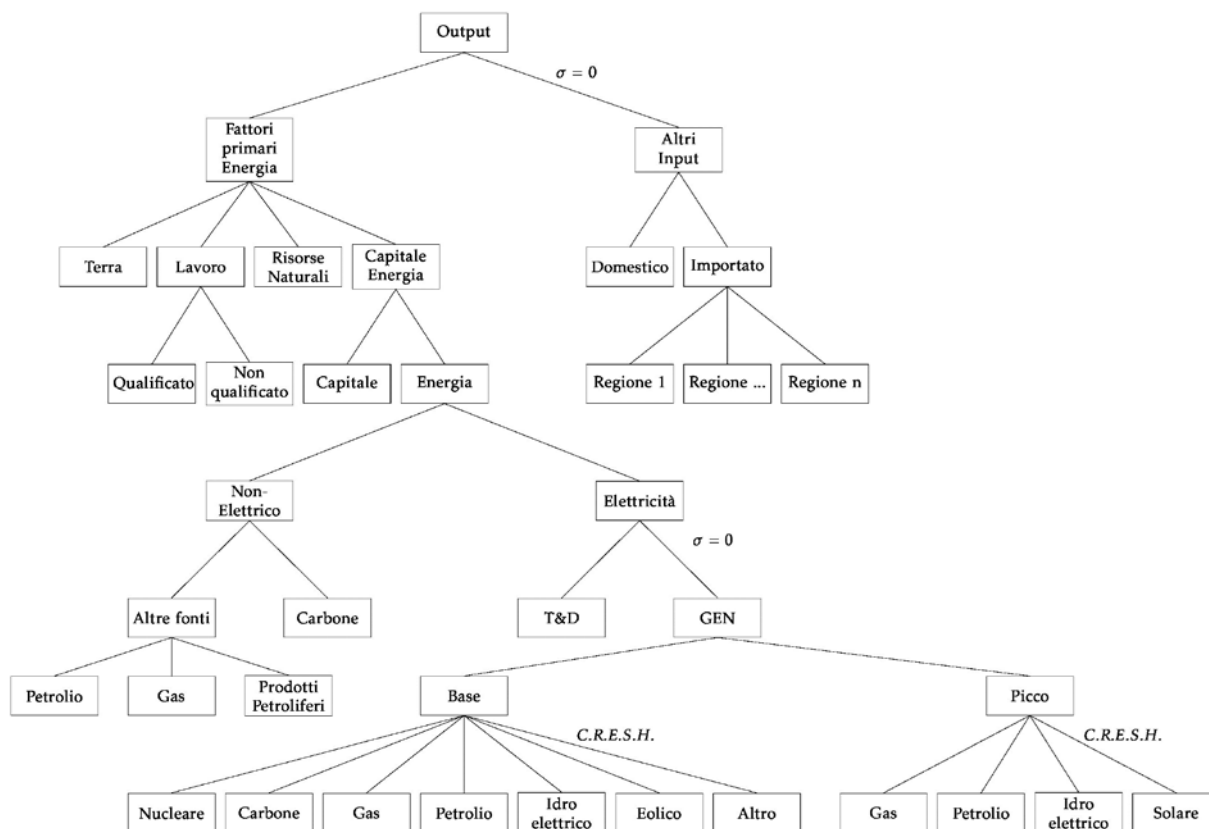 Output
σ = 0
Fattori
primari
Energia
Altri
Input
Terra
Lavoro
Risorse
Naturali
Capitale
Energia
Domestico
Importato
Qualificato
Non
qualificato
Capitale
Energia
Regione 1
Regione ...
Regione n
Non-
Elettrico
Elettricità
σ = 0
Altre fonti
Carbone
T&D
GEN
Petrolio
Gas
Prodotti
Petroliferi
Base
Picco
C.R.E.S.H.
C.R.E.S.H.
Nucleare
Carbone
Gas
Petrolio
Idro
elettrico
Eolico
Altro
Gas
Petrolio
Idro
elettrico
Solare